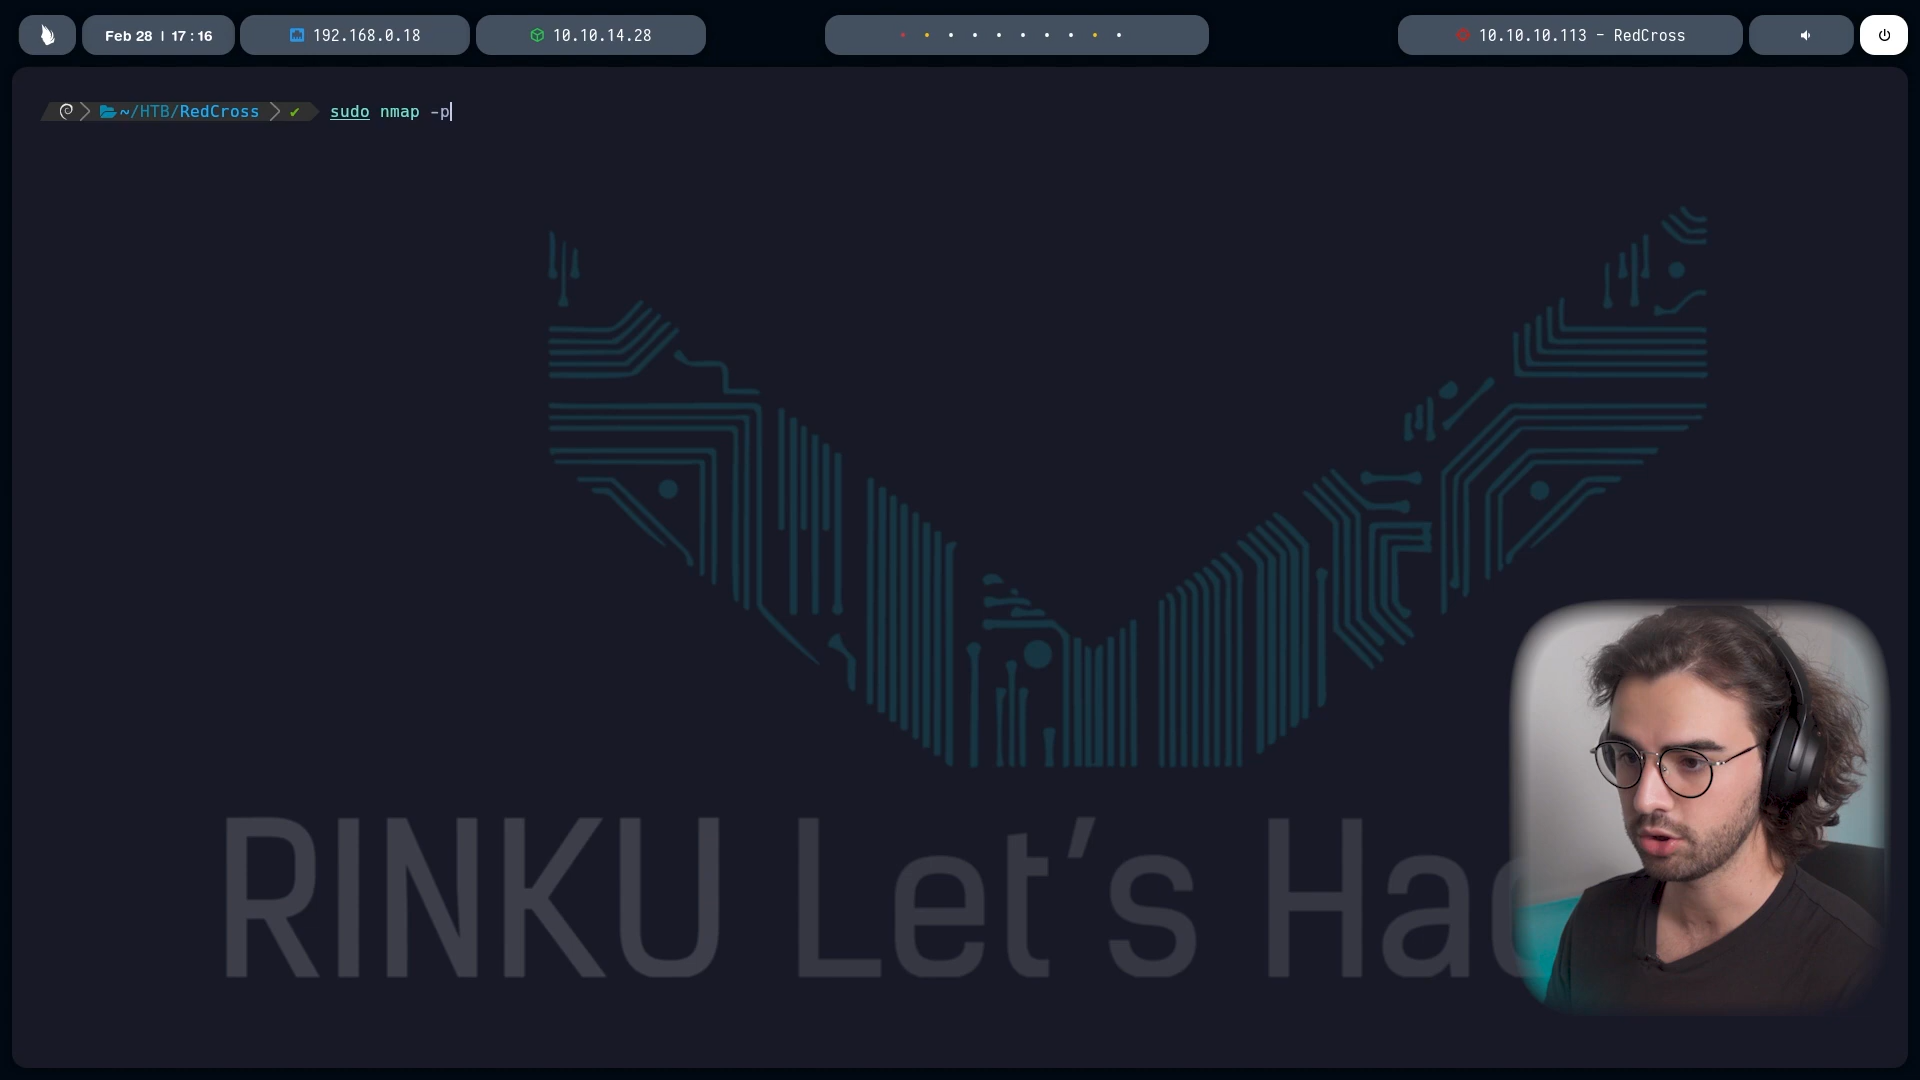 Feb 28 | 17:16
192.168.0.18
10.10.14.28
10.10.10.113 - RedCross
~/HTB/RedCross ✔ sudo nmap -p
RINKU Let's Hac